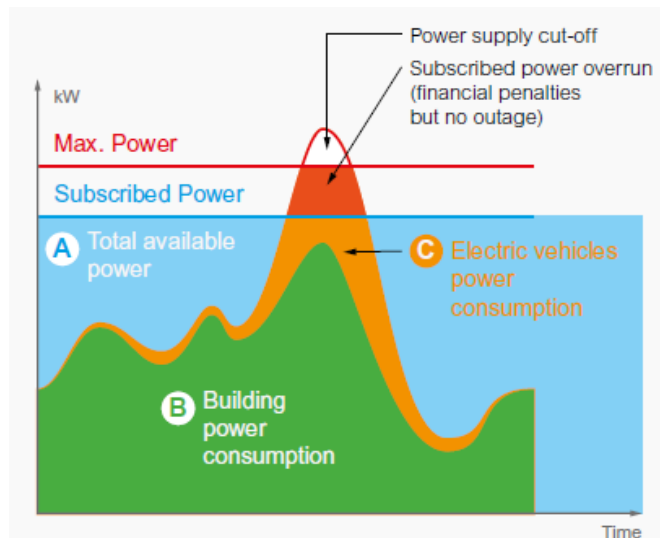 Power supply cut-off
Subscribed power overrun
(financial penalties
but no outage)
kW
Max. Power
Subscribed Power
A Total available
power
C Electric vehicles
power
consumption
B Building
power
consumption
Time